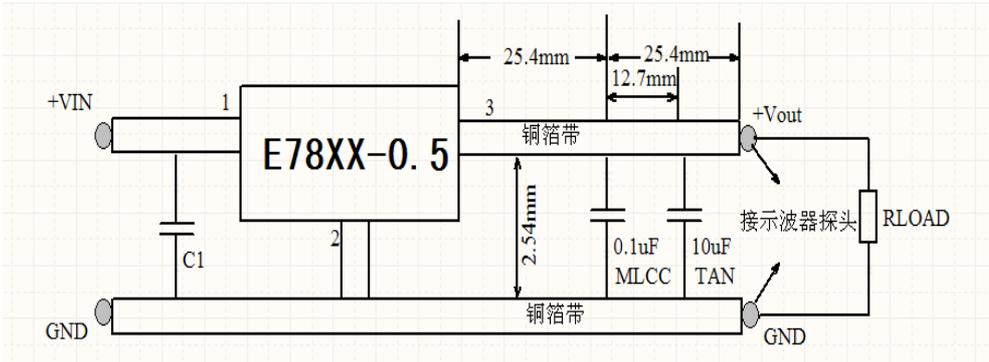 25.4mm
25.4mm
12.7mm
+VIN
1
3
铜箔带
+Vout
E78XX-0.5
2.54mm
接示波器探头
RLOAD
2
C1
0.1uF
MLCC
10uF
TAN
铜箔带
GND
GND